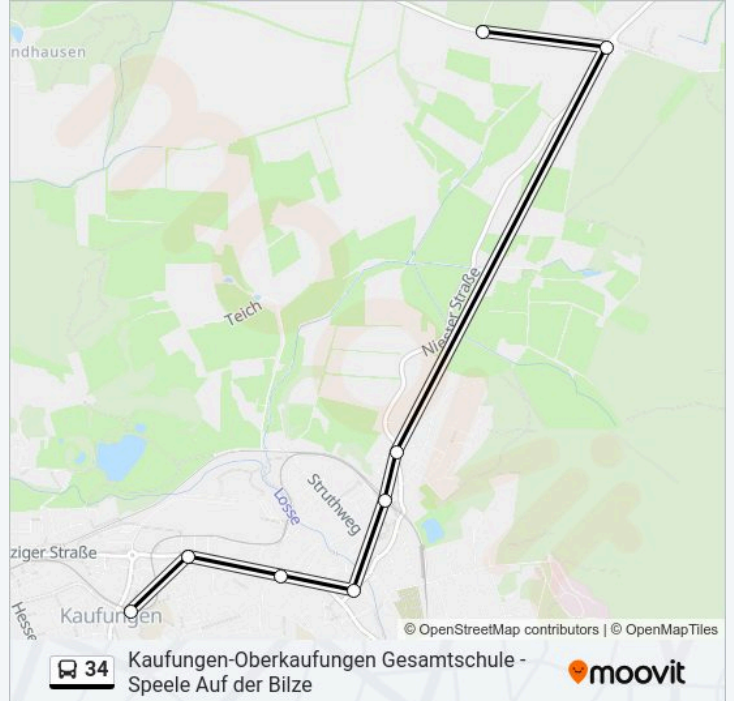 ndhausen
Teich
Niester Straße
Struthweg
Losse
ziger Straße
Hesse
Kaufungen
© OpenStreetMap contributors | © OpenMapTiles
34
Kaufungen-Oberkaufungen Gesamtschule -
Speele Auf der Bilze
moovit